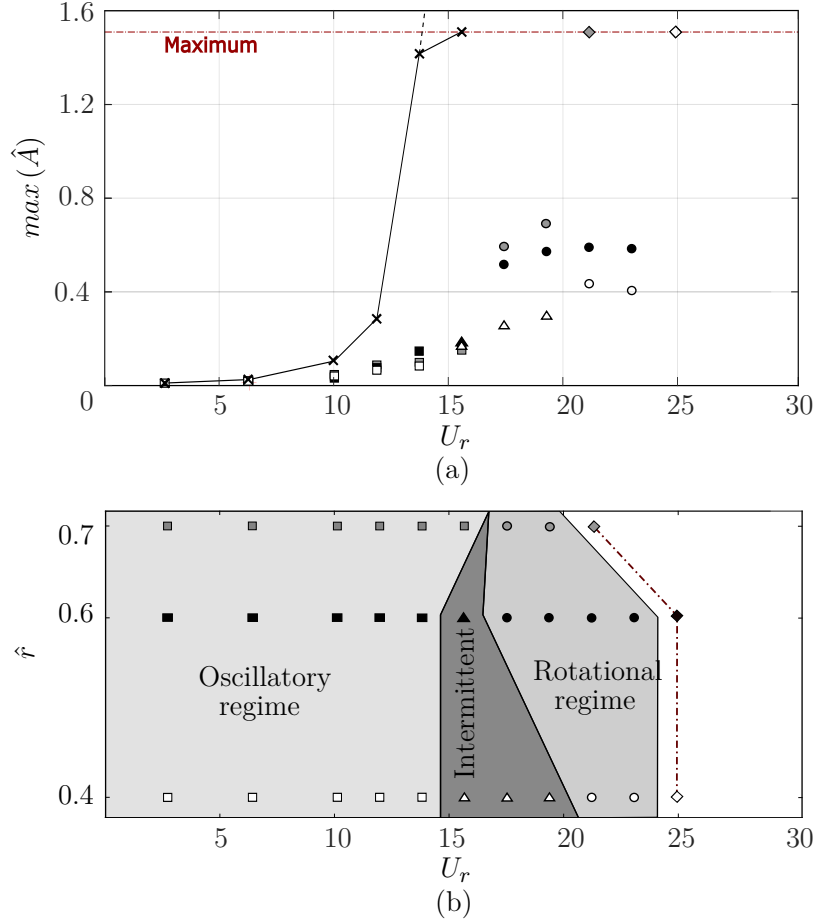 1.6
Maximum
1.2
max (Â)
0.8
0.4
0
5
10
15
20
25
30
U_r
(a)
0.7
0.6
r̂
Oscillatory
regime
Intermittent
Rotational
regime
0.4
5
10
15
20
25
30
U_r
(b)